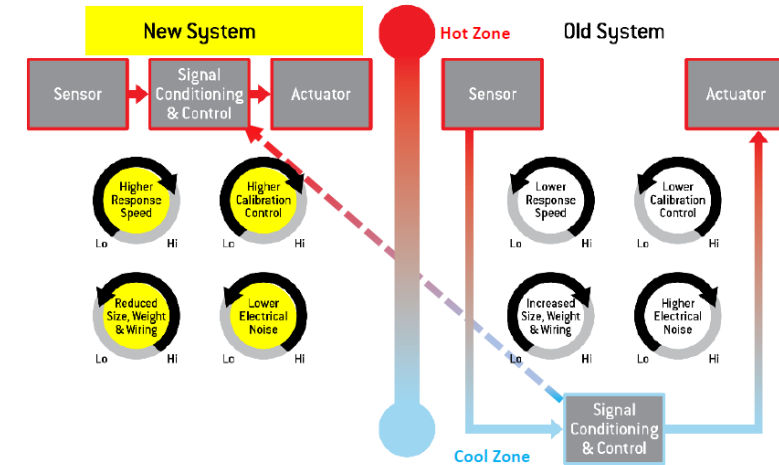 New System
Hot Zone
Old System
Sensor
Signal
Conditioning
& Control
Actuator
Sensor
Actuator
Higher
Response
Speed
Lo
Hi
Higher
Calibration
Control
Lo
Hi
Lower
Response
Speed
Lo
Hi
Lower
Calibration
Control
Lo
Hi
Reduced
Size, Weight
& Wiring
Lo
Hi
Lower
Electrical
Noise
Lo
Hi
Increased
Size, Weight
& Wiring
Lo
Hi
Higher
Electrical
Noise
Lo
Hi
Signal
Conditioning
& Control
Cool Zone